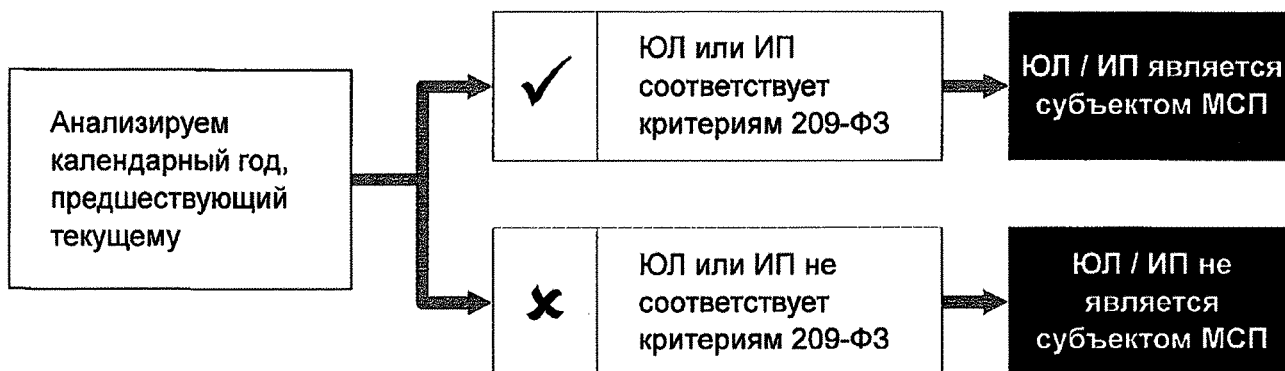 Анализируем
календарный год,
предшествующий
текущему
ЮЛ или ИП
соответствует
критериям 209-ФЗ
ЮЛ / ИП является
субъектом МСП
ЮЛ или ИП не
соответствует
критериям 209-ФЗ
ЮЛ / ИП не
является
субъектом МСП